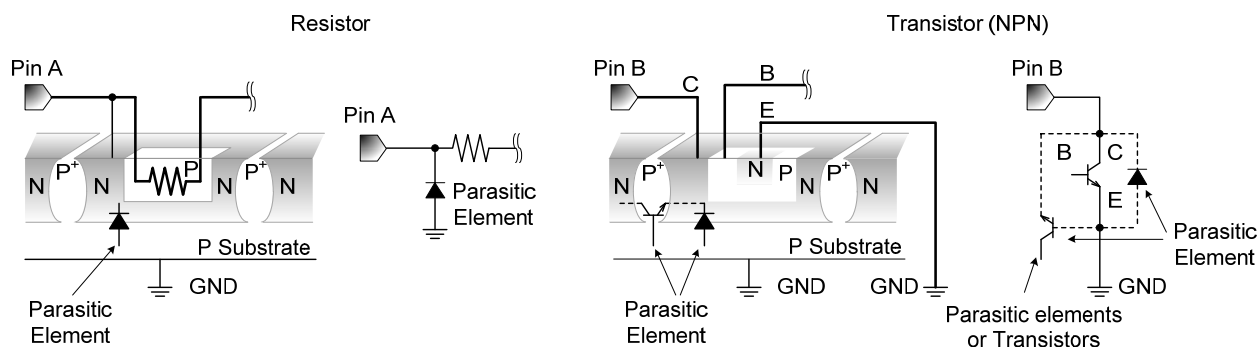 Resistor
Transistor (NPN)
Pin A
Pin A
N
P+
N
P
N
P+
N
Parasitic
Element
P Substrate
GND
Parasitic
Element
Pin B
C
B
E
N
P+
N
N
P
P+
N
P Substrate
GND
GND
Parasitic
Element
Pin B
B
C
E
Parasitic
Element
GND
Parasitic elements
or Transistors